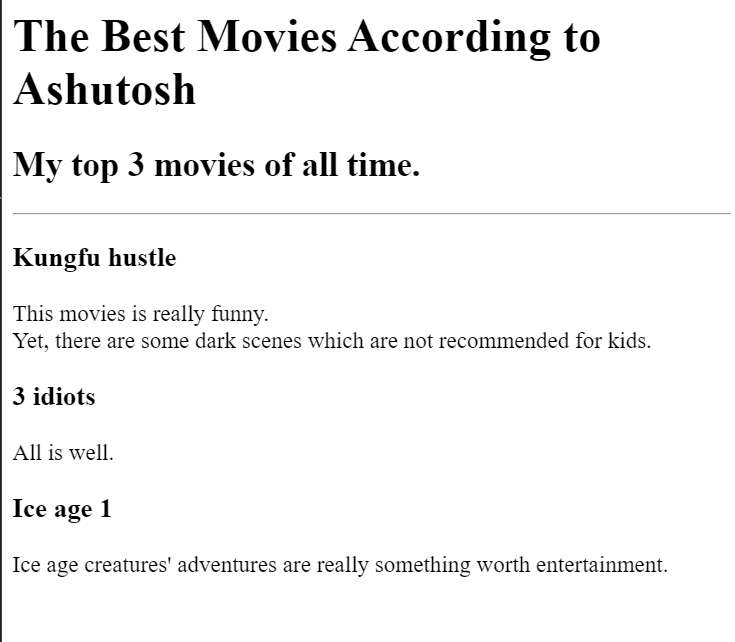 The Best Movies According to
Ashutosh
My top 3 movies of all time.
Kungfu hustle
This movies is really funny.
Yet, there are some dark scenes which are not recommended for kids.
3 idiots
All is well.
Ice age 1
Ice age creatures' adventures are really something worth entertainment.